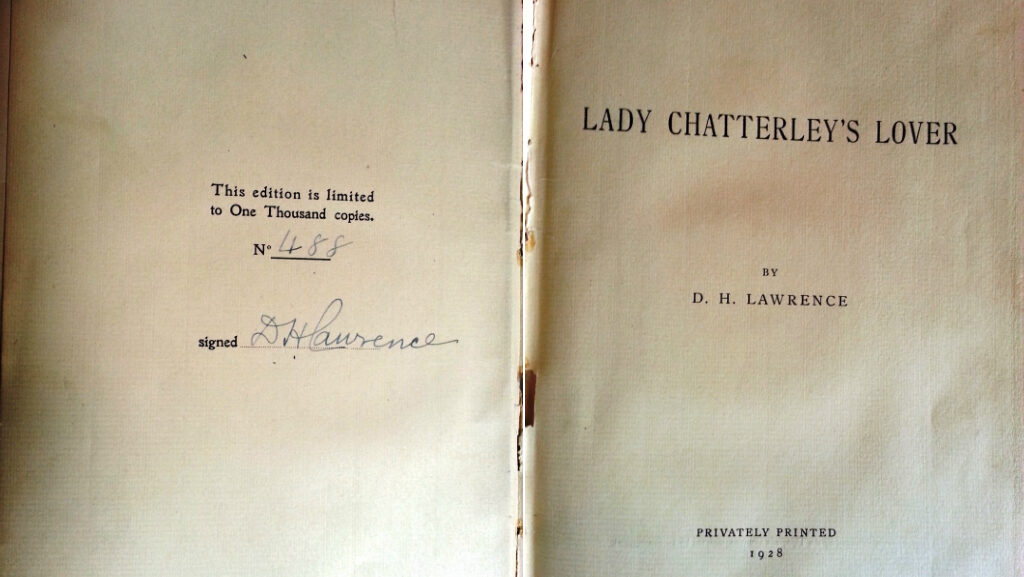 This edition is limited
to One Thousand copies.
Nº 488
signed DHLawrence
LADY CHATTERLEY'S LOVER
BY
D. H. LAWRENCE
PRIVATELY PRINTED
1928